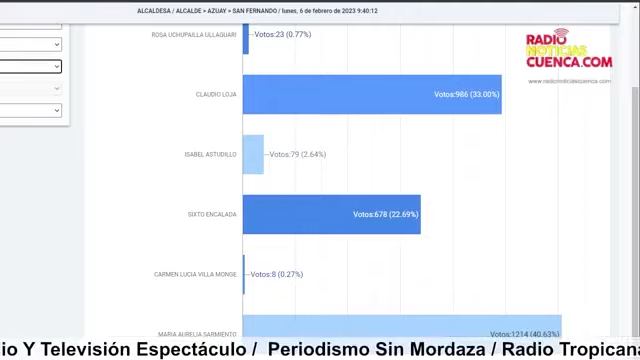 ALCALDESA / ALCALDE > AZUAY > SAN FERNANDO / lunes, 6 de febrero de 2023 9:40:12
ROSA UCHUPAILLA ULLAGUARI
Votos:23 (0.77%)
RADIO
NOTICIAS
CUENCA.COM
www.radionoticiascuenca.com
CLAUDIO LOJA
Votos:986 (33.00%)
ISABEL ASTUDILLO
Votos:79 (2.64%)
SIXTO ENCALADA
Votos:678 (22.69%)
CARMEN LUCIA VILLA MONGE
Votos:8 (0.27%)
MARIA AURELIA SARMIENTO
Votos:1214 (40.63%)
io Y Televisión Espectáculo / Periodismo Sin Mordaza / Radio Tropicana